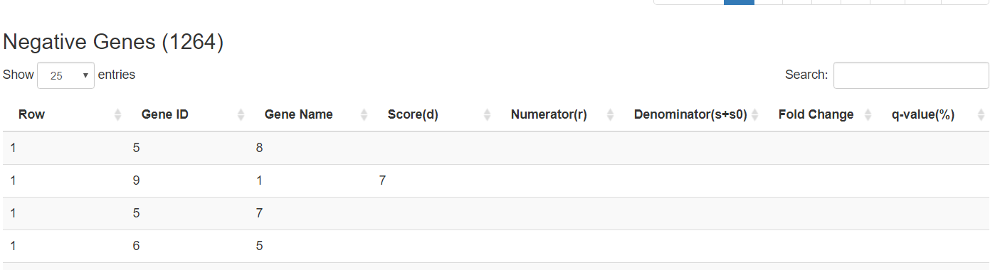 Negative Genes (1264)
Show 25 entries Search:
Row Gene ID Gene Name Score(d) Numerator(r) Denominator(s+s0) Fold Change q-value(%)
1 5 8
1 9 1 7
1 5 7
1 6 5